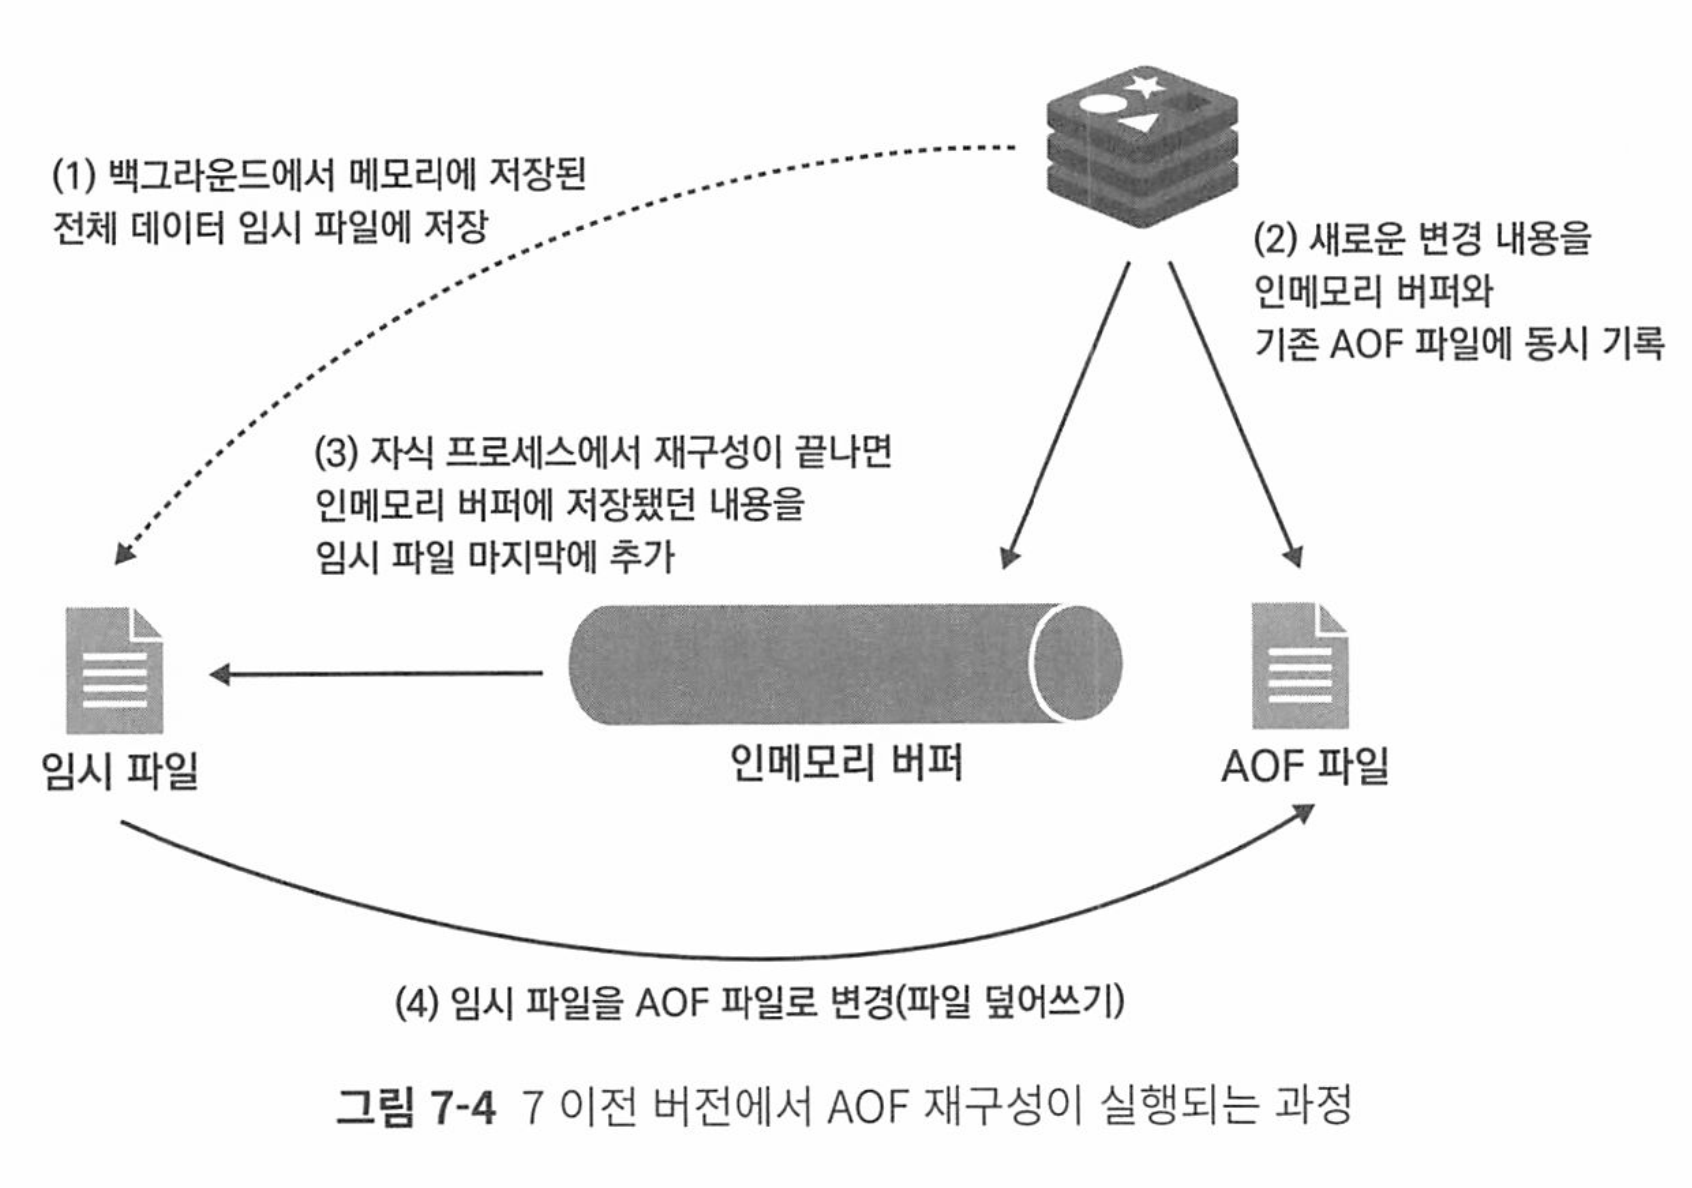 (1) 백그라운드에서 메모리에 저장된
전체 데이터 임시 파일에 저장
(2) 새로운 변경 내용을
인메모리 버퍼와
기존 AOF 파일에 동시 기록
(3) 자식 프로세스에서 재구성이 끝나면
인메모리 버퍼에 저장됐던 내용을
임시 파일 마지막에 추가
임시 파일
인메모리 버퍼
AOF 파일
(4) 임시 파일을 AOF 파일로 변경(파일 덮어쓰기)
그림 7-4 7 이전 버전에서 AOF 재구성이 실행되는 과정